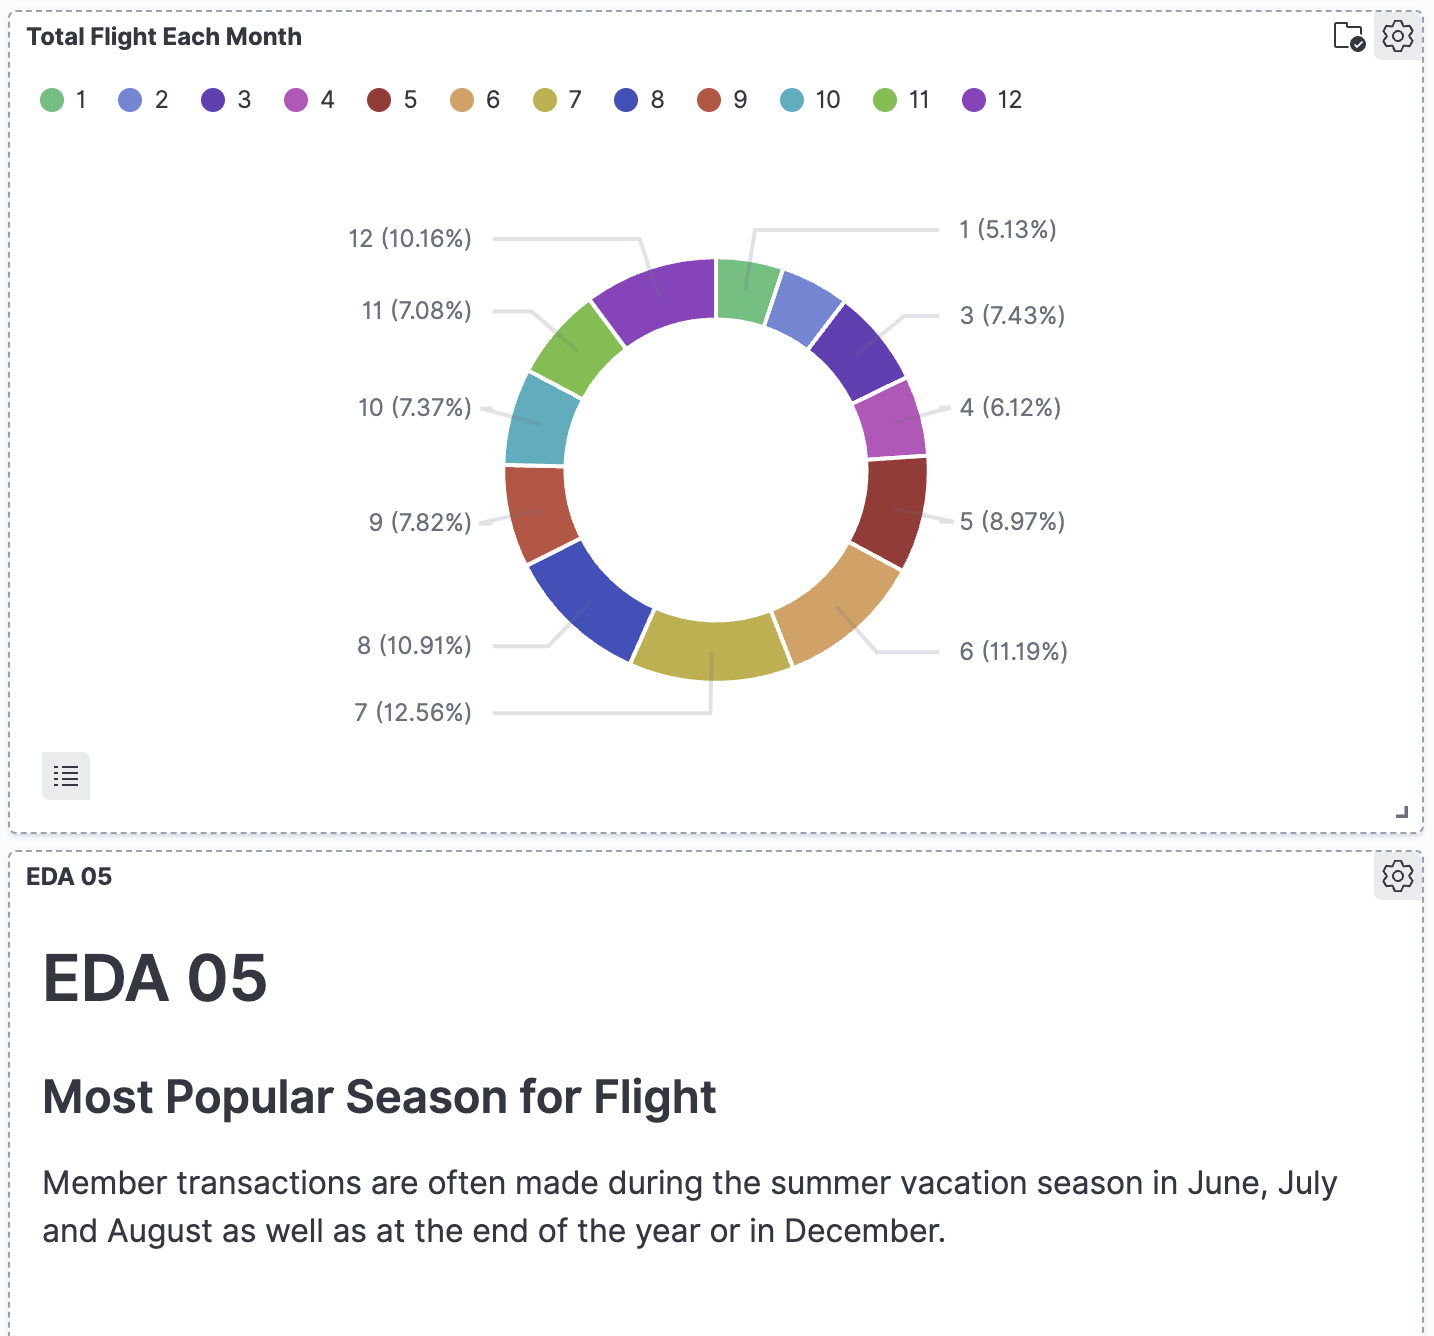 Total Flight Each Month
1 2 3 4 5 6 7 8 9 10 11 12
12 (10.16%)
1 (5.13%)
11 (7.08%)
3 (7.43%)
10 (7.37%)
4 (6.12%)
9 (7.82%)
5 (8.97%)
8 (10.91%)
6 (11.19%)
7 (12.56%)
EDA 05
EDA 05
Most Popular Season for Flight
Member transactions are often made during the summer vacation season in June, July
and August as well as at the end of the year or in December.